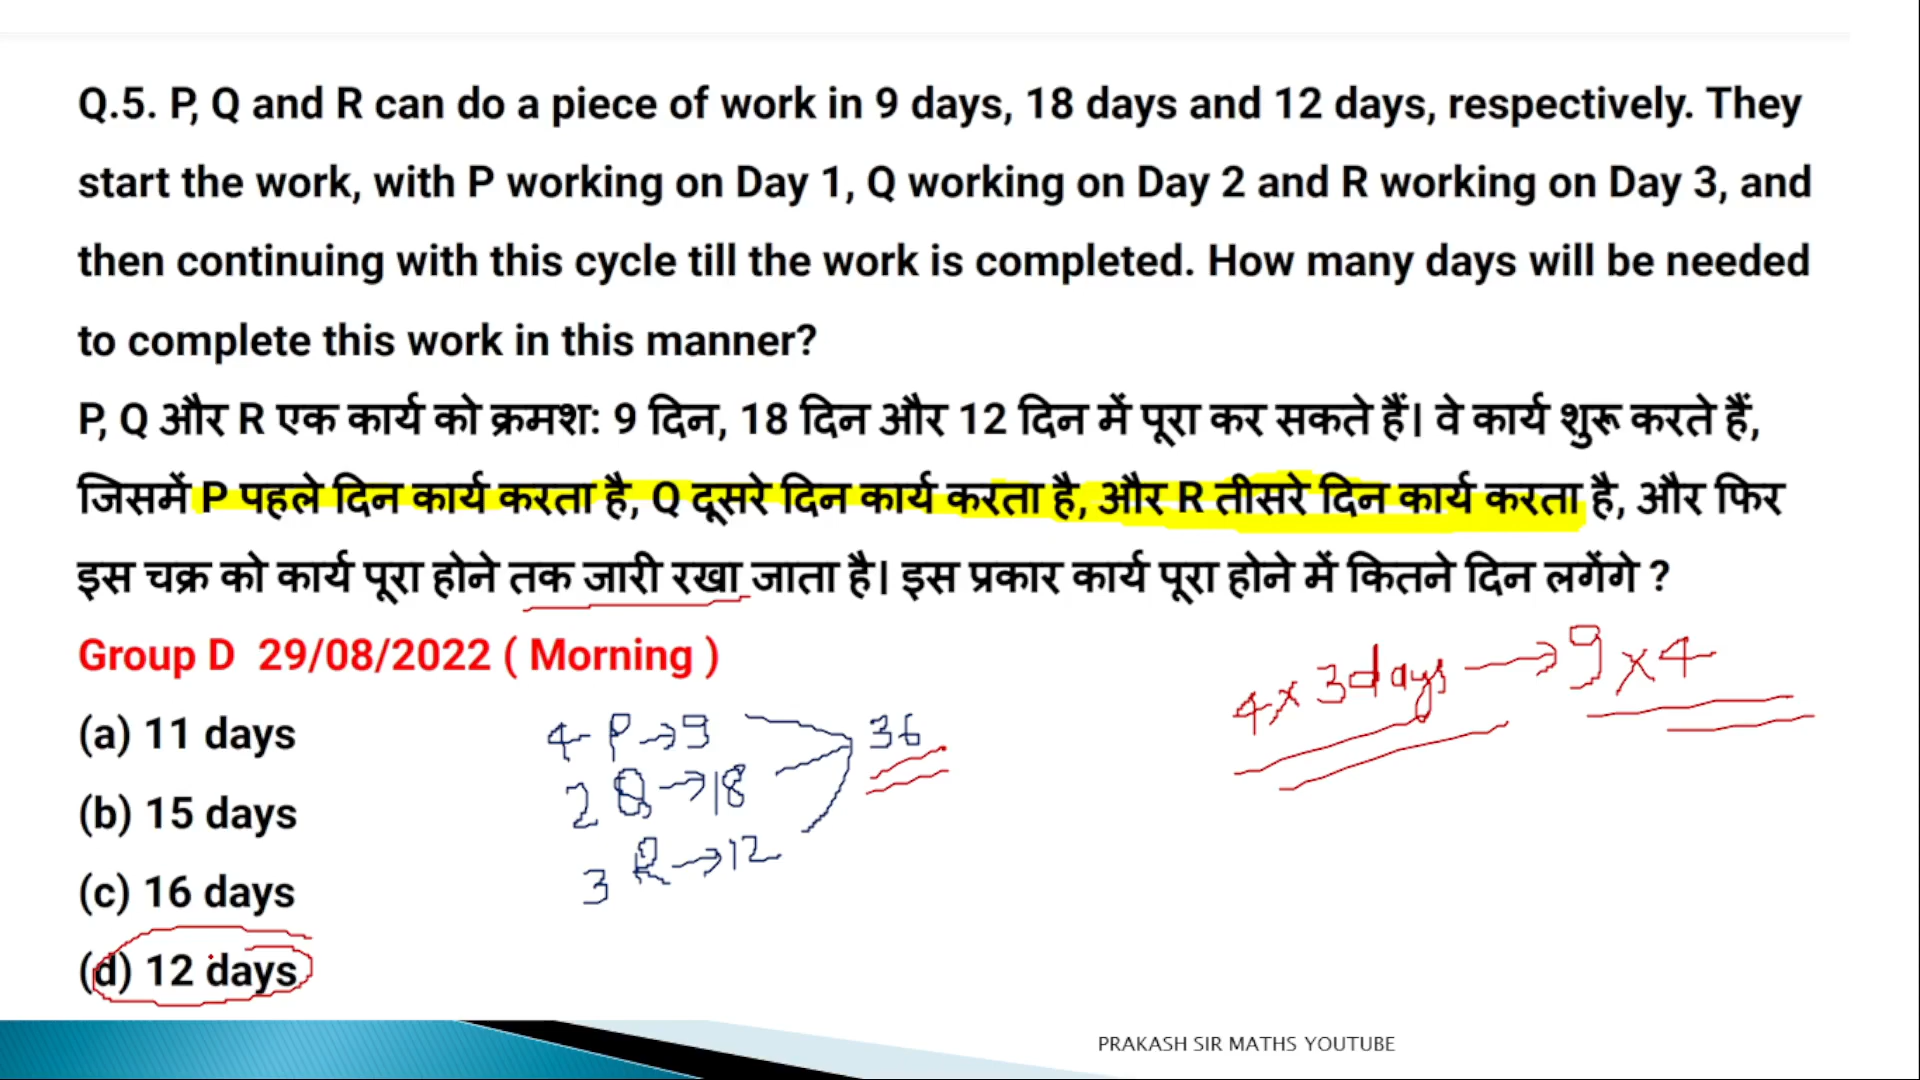 Q.5. P, Q and R can do a piece of work in 9 days, 18 days and 12 days, respectively. They
start the work, with P working on Day 1, Q working on Day 2 and R working on Day 3, and
then continuing with this cycle till the work is completed. How many days will be needed
to complete this work in this manner?
P, Q और R एक कार्य को क्रमश: 9 दिन, 18 दिन और 12 दिन में पूरा कर सकते हैं। वे कार्य शुरू करते हैं,
जिसमें P पहले दिन कार्य करता है, Q दूसरे दिन कार्य करता है, और R तीसरे दिन कार्य करता है, और फिर
इस चक्र को कार्य पूरा होने तक जारी रखा जाता है। इस प्रकार कार्य पूरा होने में कितने दिन लगेंगे ?
Group D 29/08/2022 ( Morning )
4 x 3 days → 9 x 4
(a) 11 days
4 P → 9
36
2 Q → 18
(b) 15 days
3 R → 12
(c) 16 days
(d) 12 days
PRAKASH SIR MATHS YOUTUBE